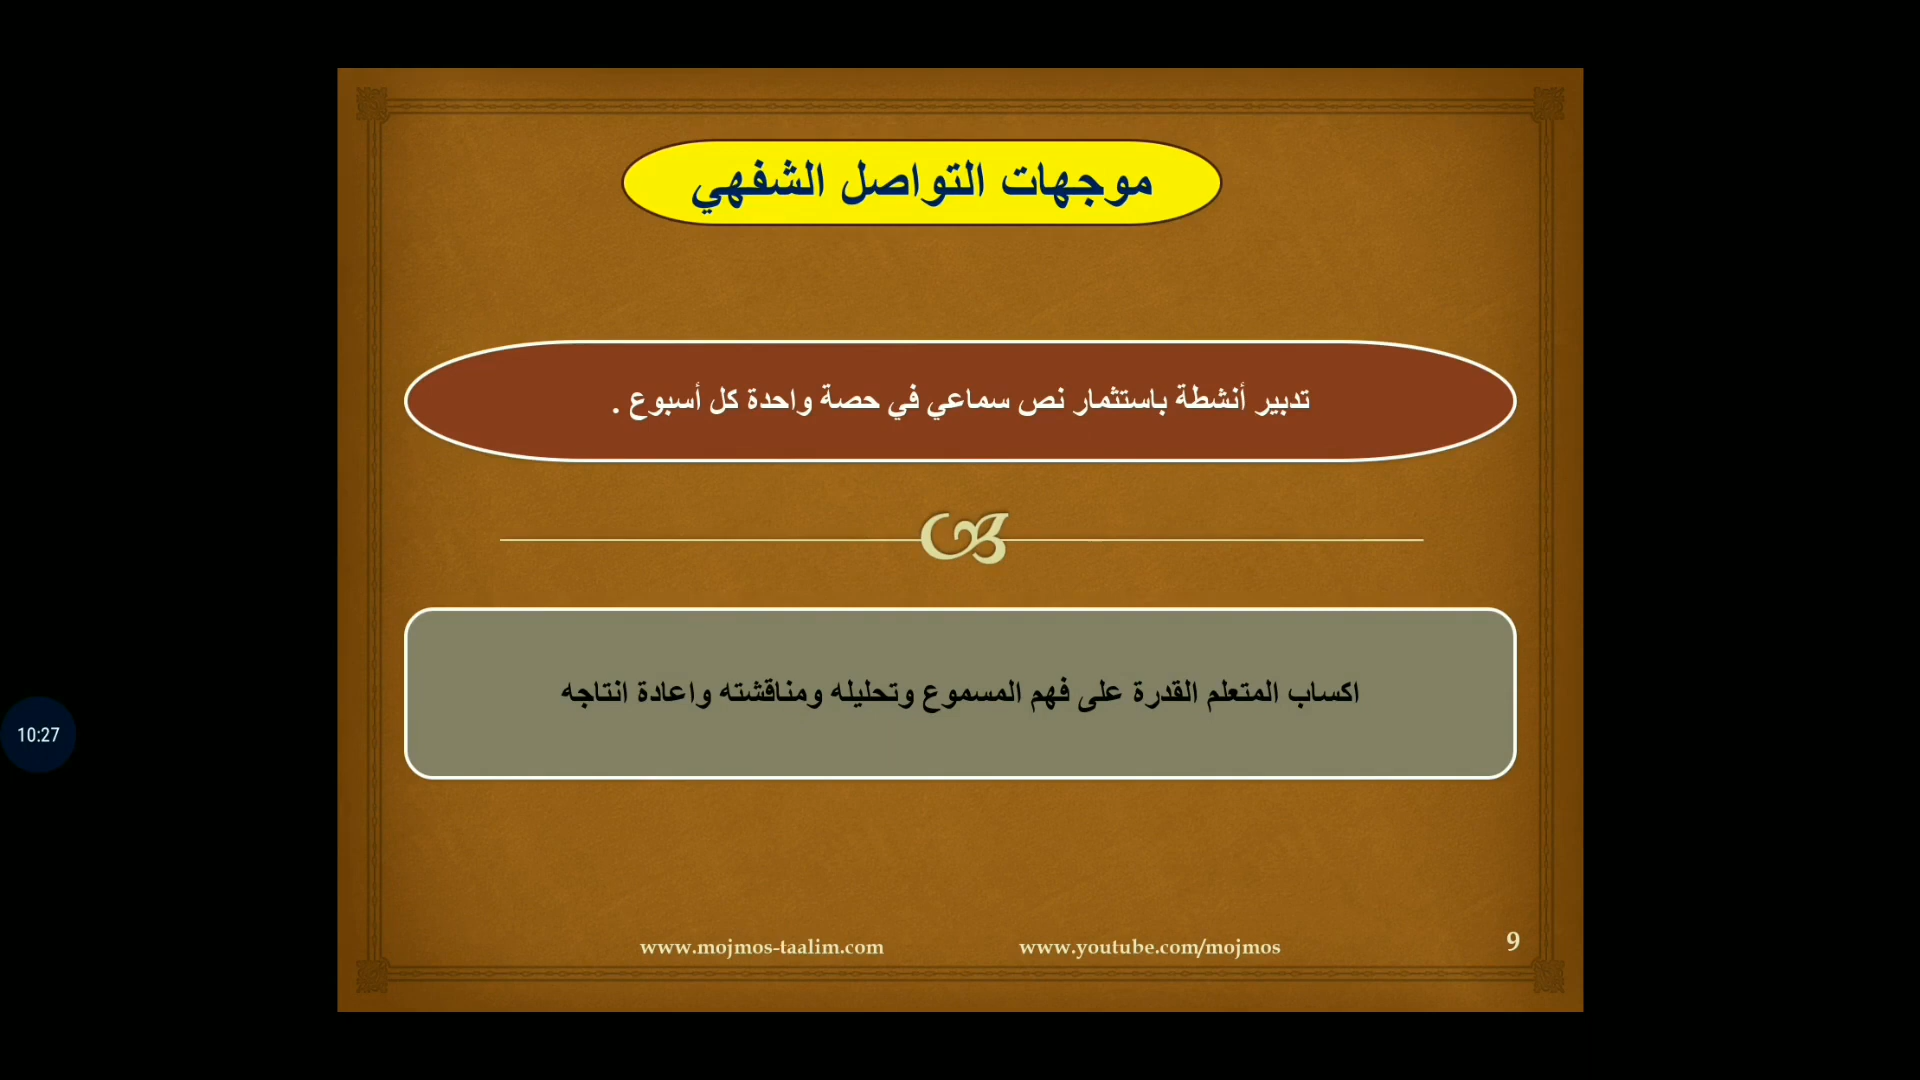 موجهات التواصل الشفهي
تدبير أنشطة باستثمار نص سماعي في حصة واحدة كل أسبوع .
اكساب المتعلم القدرة على فهم المسموع وتحليله ومناقشته واعادة انتاجه
10:27
www.mojmos-taalim.com
www.youtube.com/mojmos
9